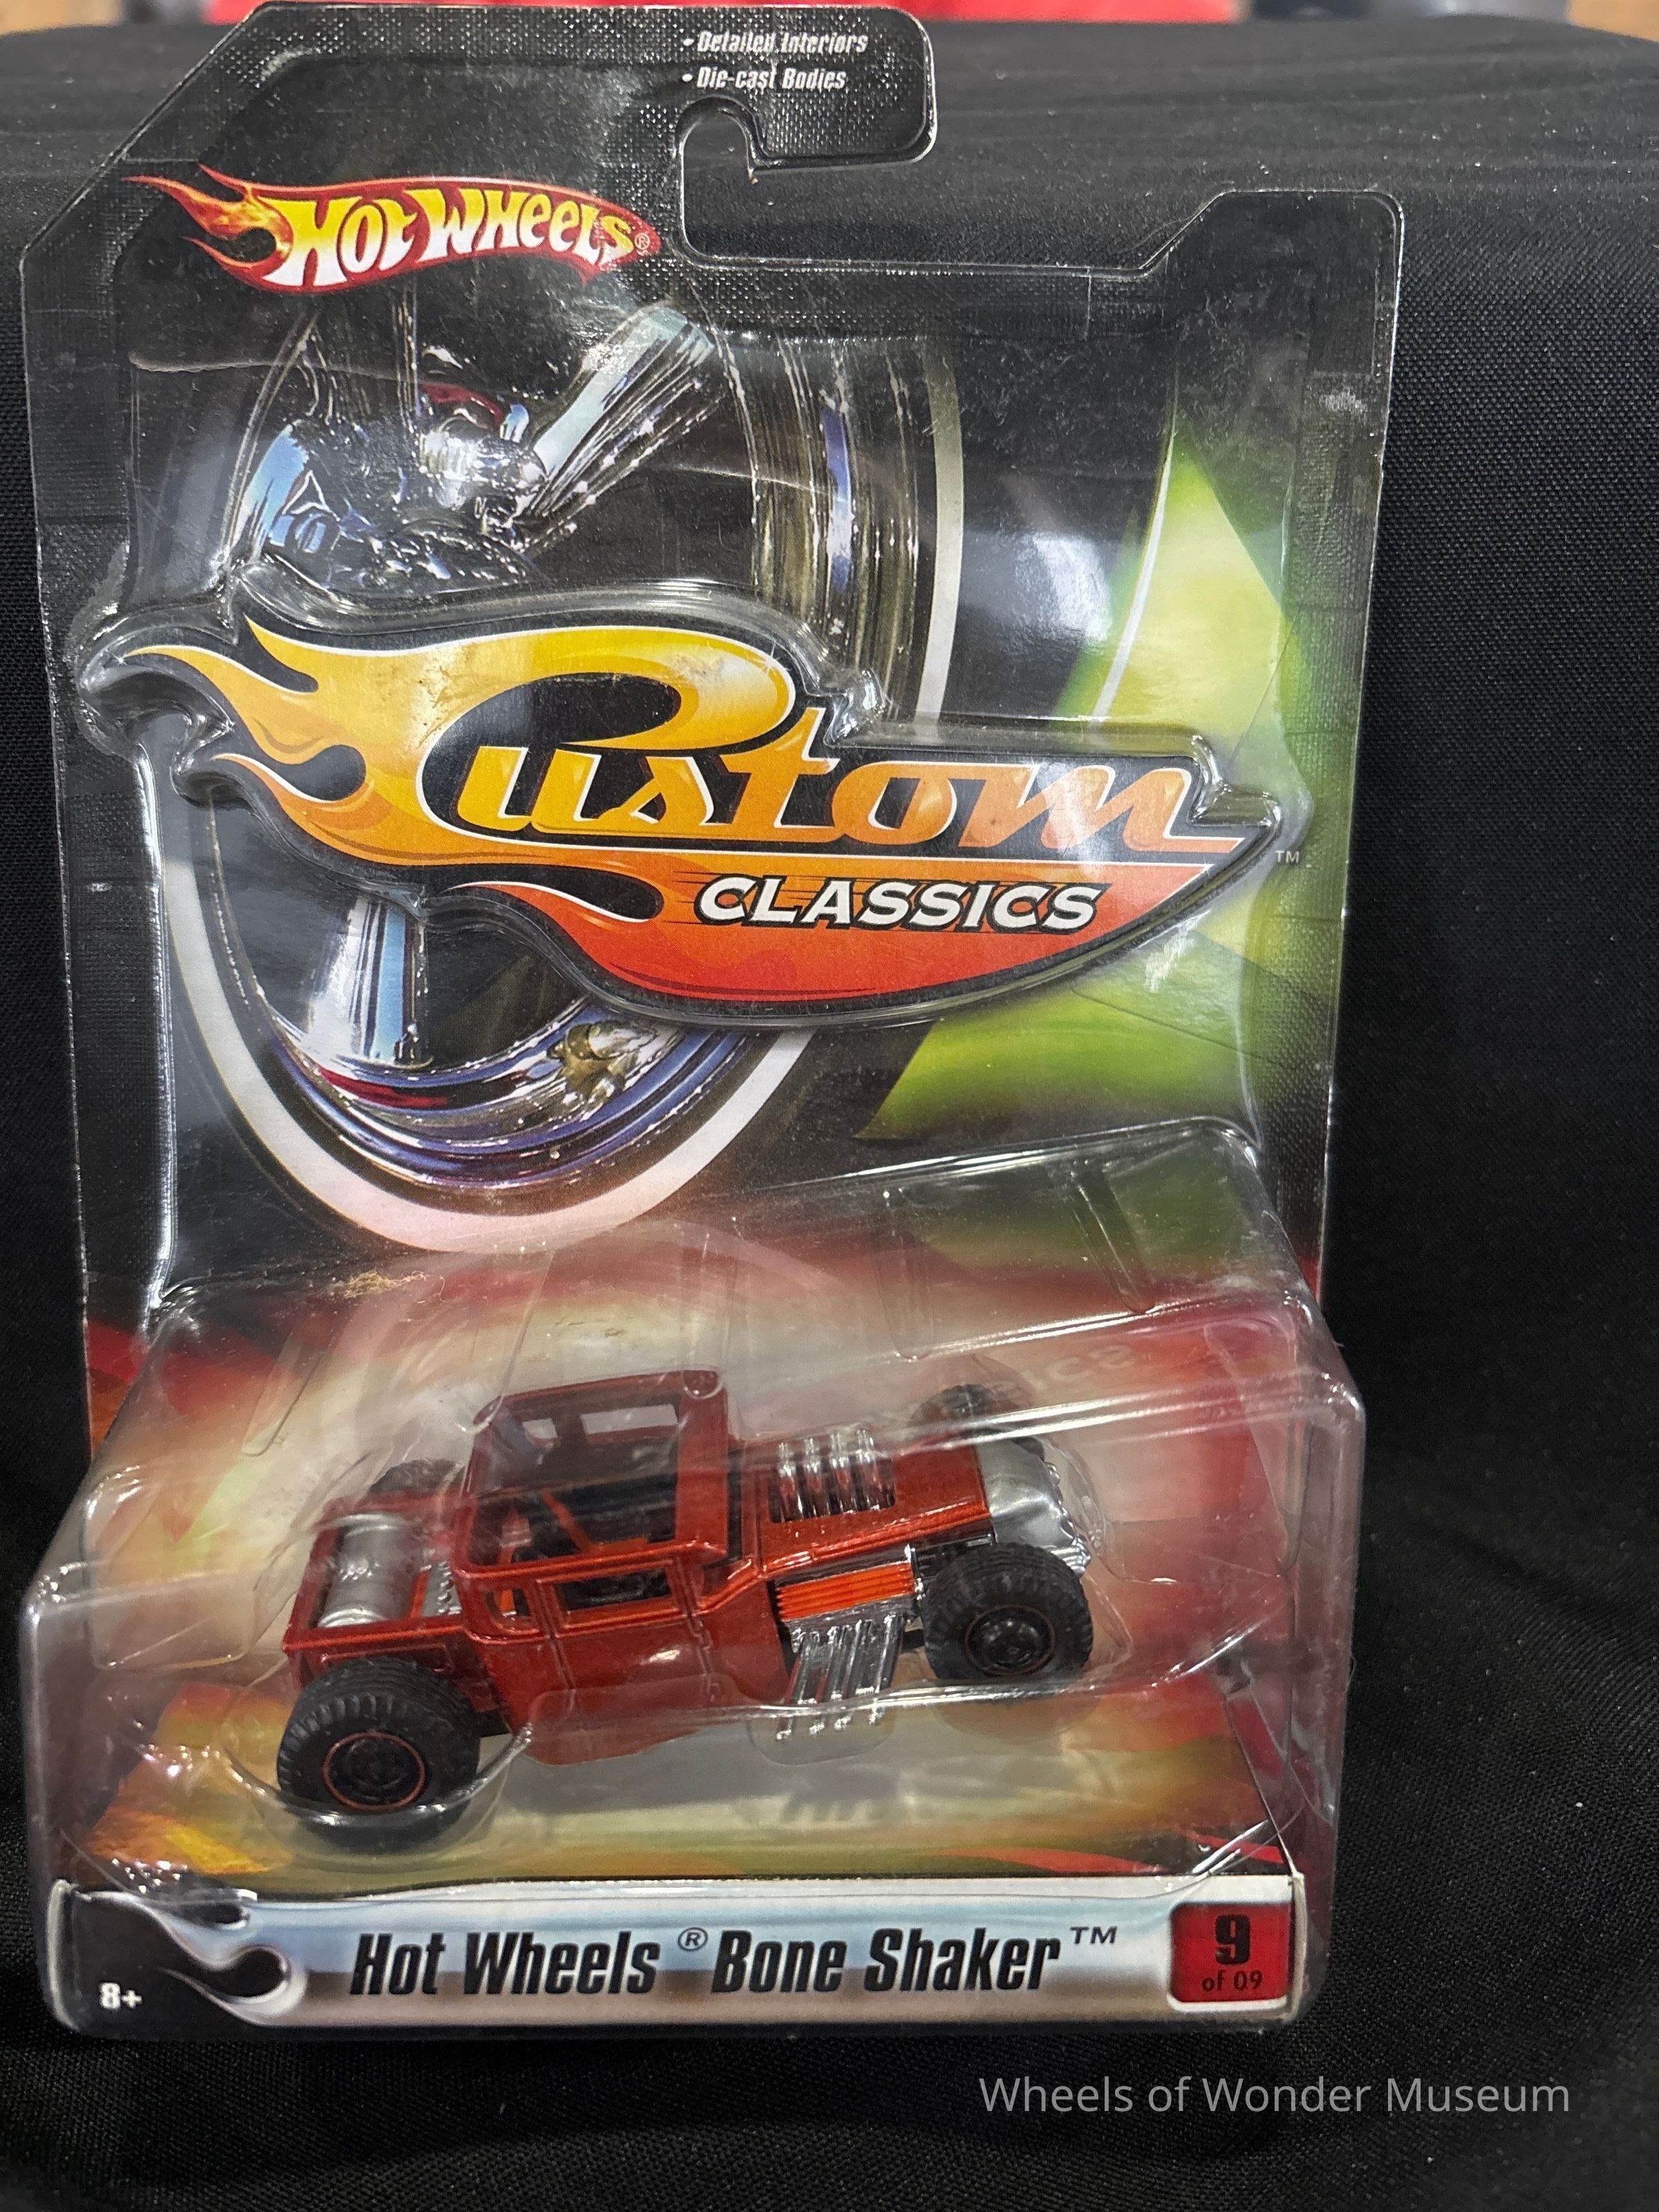 • Detailed Interiors
• Die-cast Bodies
HOT WHEELS®
Custom ™
CLASSICS
Hot Wheels® Bone Shaker™
9
of 09
8+
Wheels of Wonder Museum